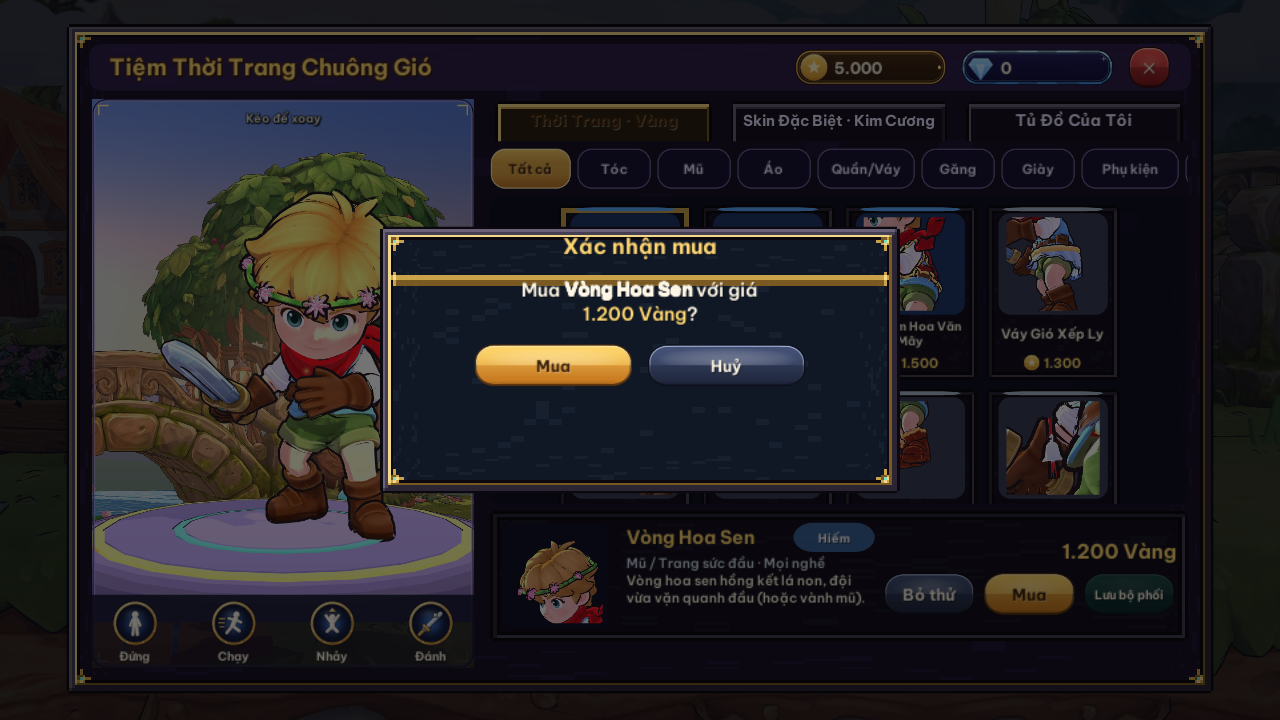 Tiệm Thời Trang Chuông Gió
5.000
0
Kéo để xoay
Thời Trang · Vàng
Skin Đặc Biệt · Kim Cương
Tủ Đồ Của Tôi
Tất cả
Tóc
Mũ
Áo
Quần/Váy
Găng
Giày
Phụ kiện
Xác nhận mua
Mua Vòng Hoa Sen với giá
1.200 Vàng?
Mua
Huỷ
Hoa Vân
Mây
1.500
Váy Gió Xếp Ly
1.300
Vòng Hoa Sen
Hiếm
Mũ / Trang sức đầu · Mọi nghề
Vòng hoa sen hồng kết lá non, đội
vừa vặn quanh đầu (hoặc vành mũ).
1.200 Vàng
Bỏ thử
Mua
Lưu bộ phối
Đứng
Chạy
Nhảy
Đánh